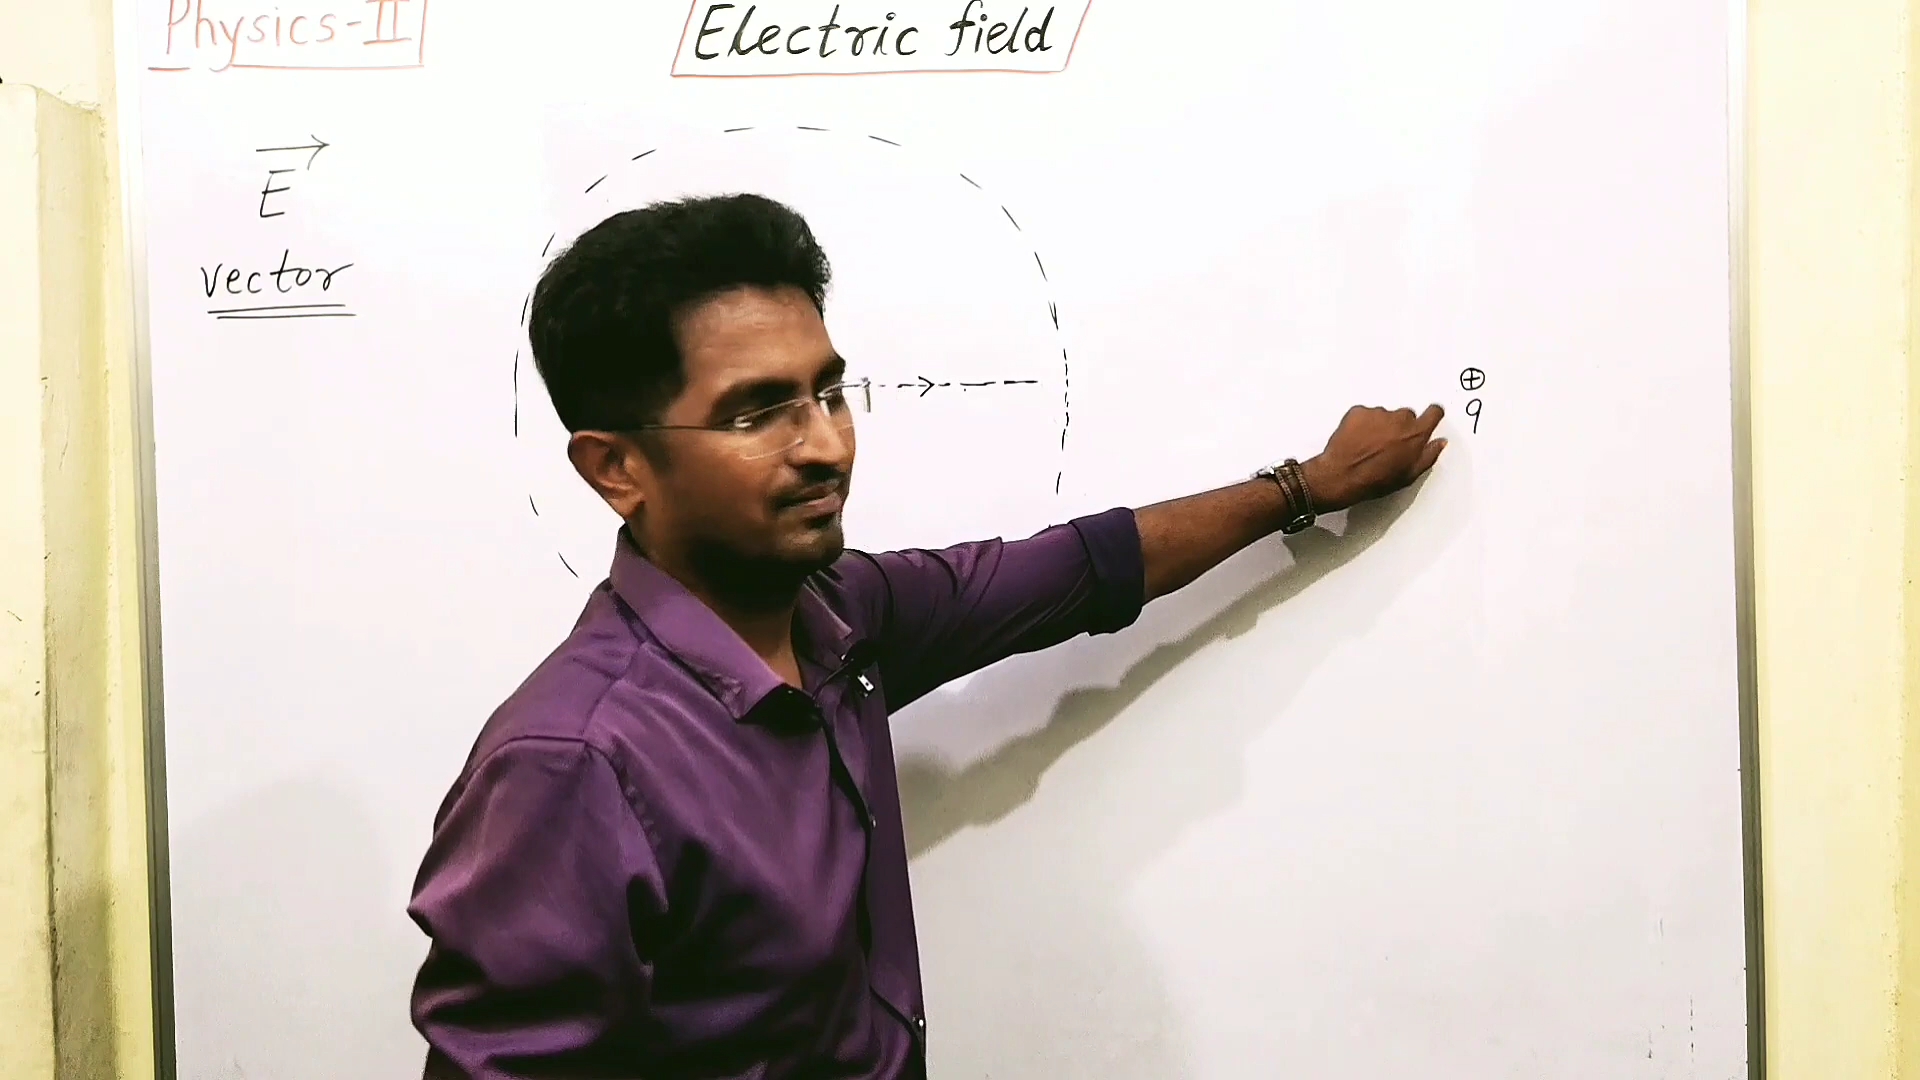 Physics-II
Electric field
E
vector
+
q